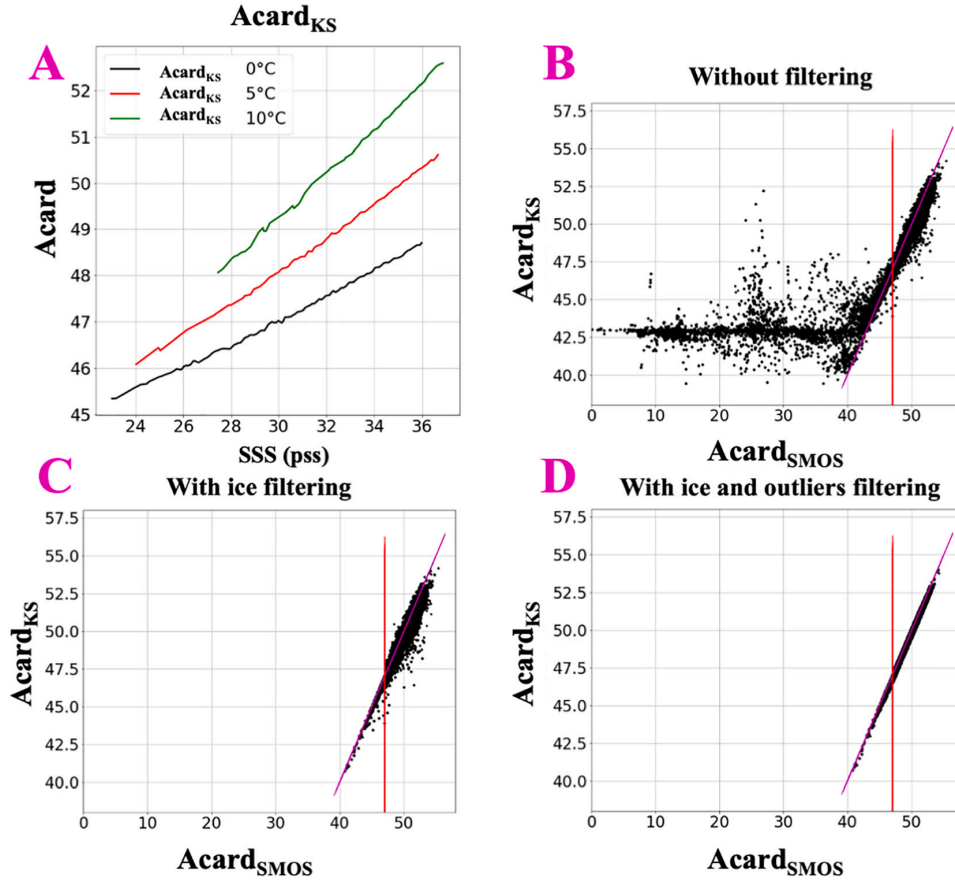 Acard_KS
A
Acard_KS 0°C
Acard_KS 5°C
Acard_KS 10°C
Acard
52
51
50
49
48
47
46
45
24 26 28 30 32 34 36
SSS (pss)
B
Without filtering
Acard_KS
57.5
55.0
52.5
50.0
47.5
45.0
42.5
40.0
0 10 20 30 40 50
Acard_SMOS
C
With ice filtering
Acard_KS
57.5
55.0
52.5
50.0
47.5
45.0
42.5
40.0
0 10 20 30 40 50
Acard_SMOS
D
With ice and outliers filtering
Acard_KS
57.5
55.0
52.5
50.0
47.5
45.0
42.5
40.0
0 10 20 30 40 50
Acard_SMOS